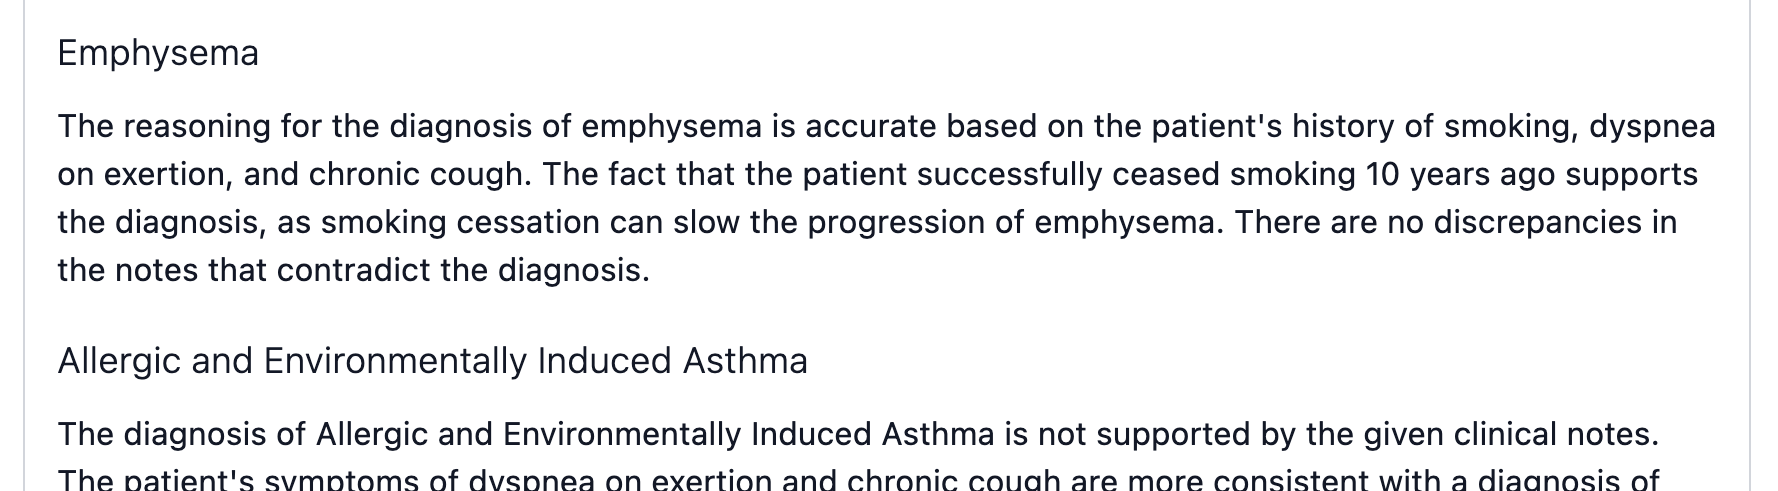 Emphysema
The reasoning for the diagnosis of emphysema is accurate based on the patient's history of smoking, dyspnea
on exertion, and chronic cough. The fact that the patient successfully ceased smoking 10 years ago supports
the diagnosis, as smoking cessation can slow the progression of emphysema. There are no discrepancies in
the notes that contradict the diagnosis.
Allergic and Environmentally Induced Asthma
The diagnosis of Allergic and Environmentally Induced Asthma is not supported by the given clinical notes.
The patient's symptoms of dyspnea on exertion and chronic cough are more consistent with a diagnosis of